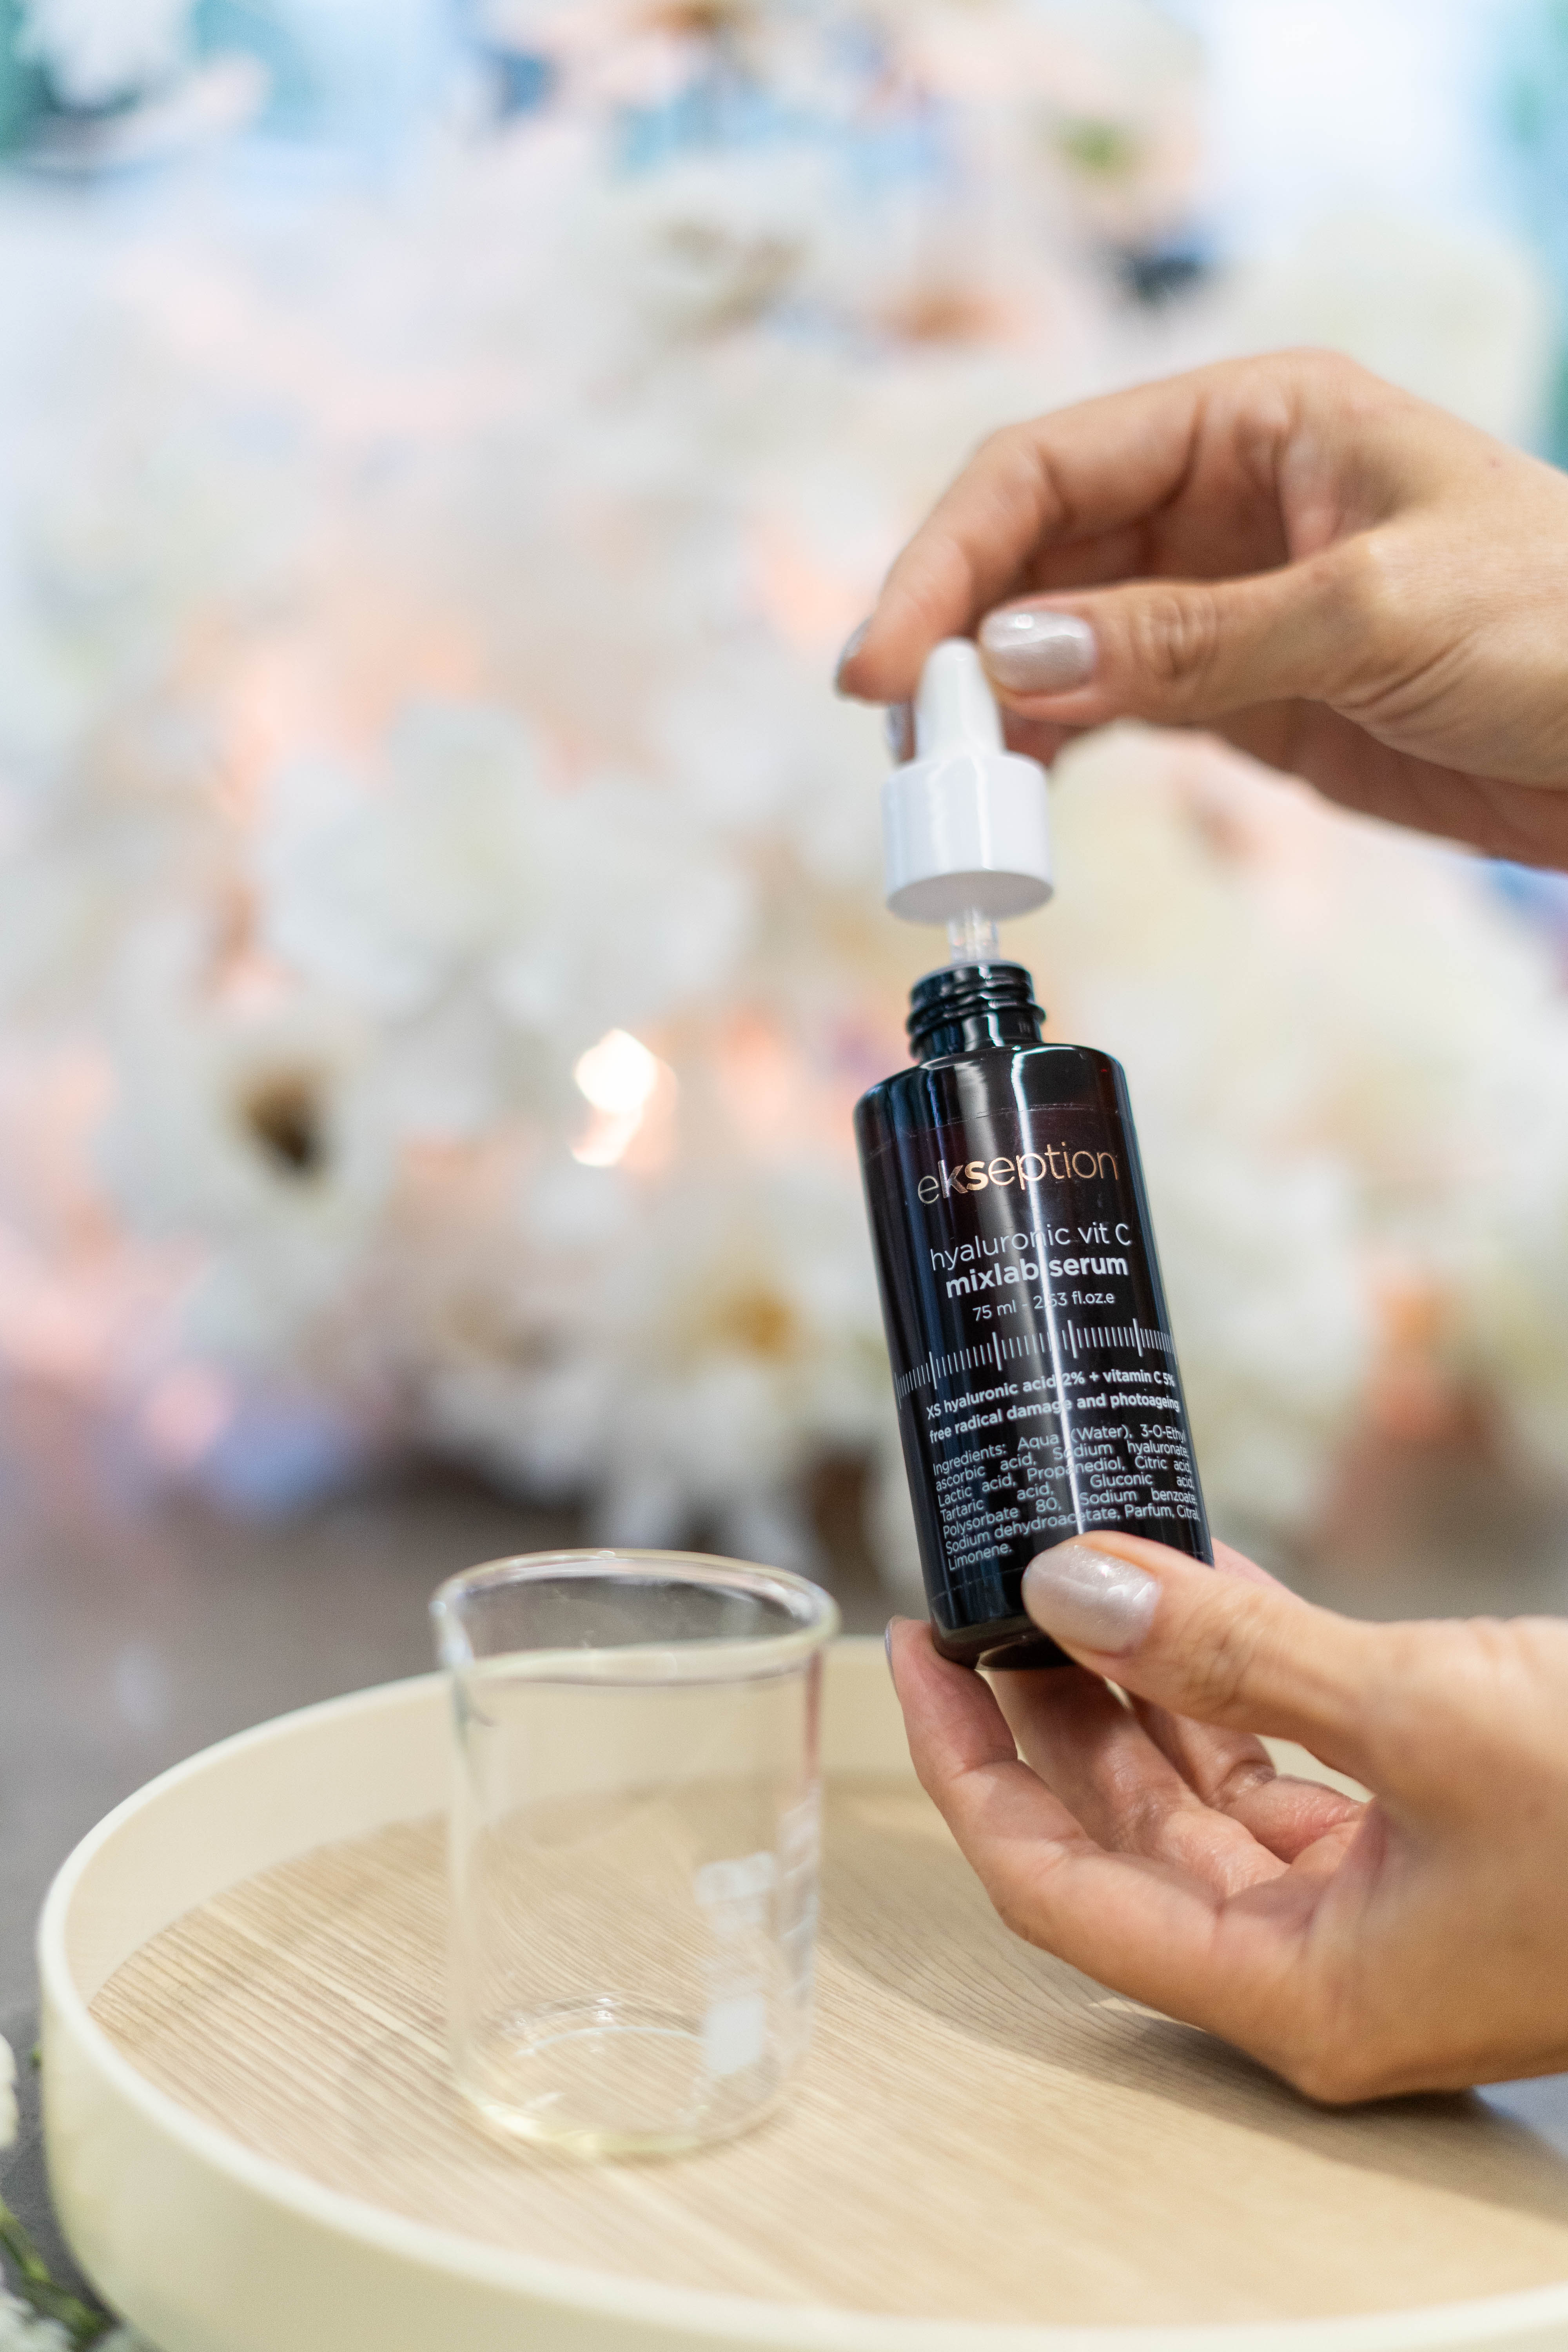 ekseption
hyaluronic vit C
mixlab serum
75 ml - 2.53 fl.oz.e
XS hyaluronic acid 2% + vitamin C 5%
free radical damage and photoageing
Ingredients: Aqua (Water), 3-O-Ethyl
ascorbic acid, Sodium hyaluronate,
Lactic acid, Propanediol, Citric acid,
Tartaric acid, Gluconic acid,
Polysorbate 80, Sodium benzoate,
Sodium dehydroacetate, Parfum, Citral,
Limonene.